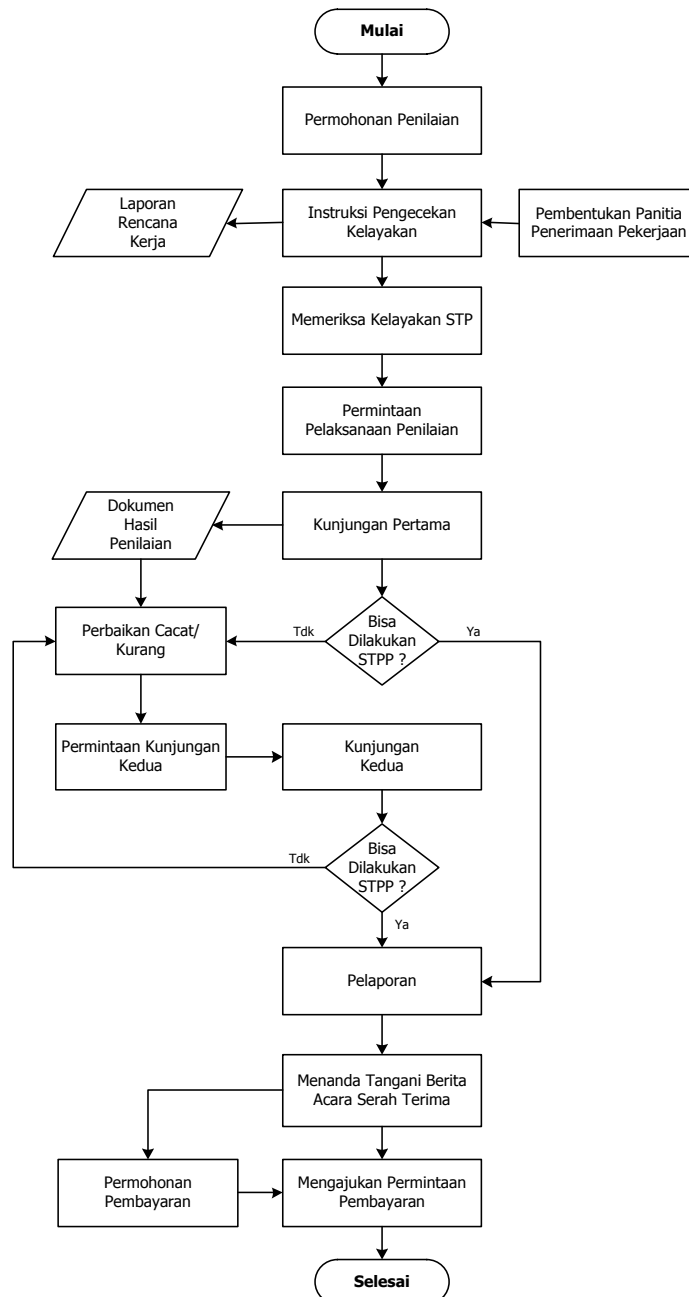 Mulai
Permohonan Penilaian
Laporan
Rencana
Kerja
Instruksi Pengecekan
Kelayakan
Pembentukan Panitia
Penerimaan Pekerjaan
Memeriksa Kelayakan STP
Permintaan
Pelaksanaan Penilaian
Dokumen
Hasil
Penilaian
Kunjungan Pertama
Perbaikan Cacat/
Kurang
Tdk
Bisa
Dilakukan
STPP ?
Ya
Permintaan Kunjungan
Kedua
Kunjungan
Kedua
Tdk
Bisa
Dilakukan
STPP ?
Ya
Pelaporan
Menanda Tangani Berita
Acara Serah Terima
Permohonan
Pembayaran
Mengajukan Permintaan
Pembayaran
Selesai